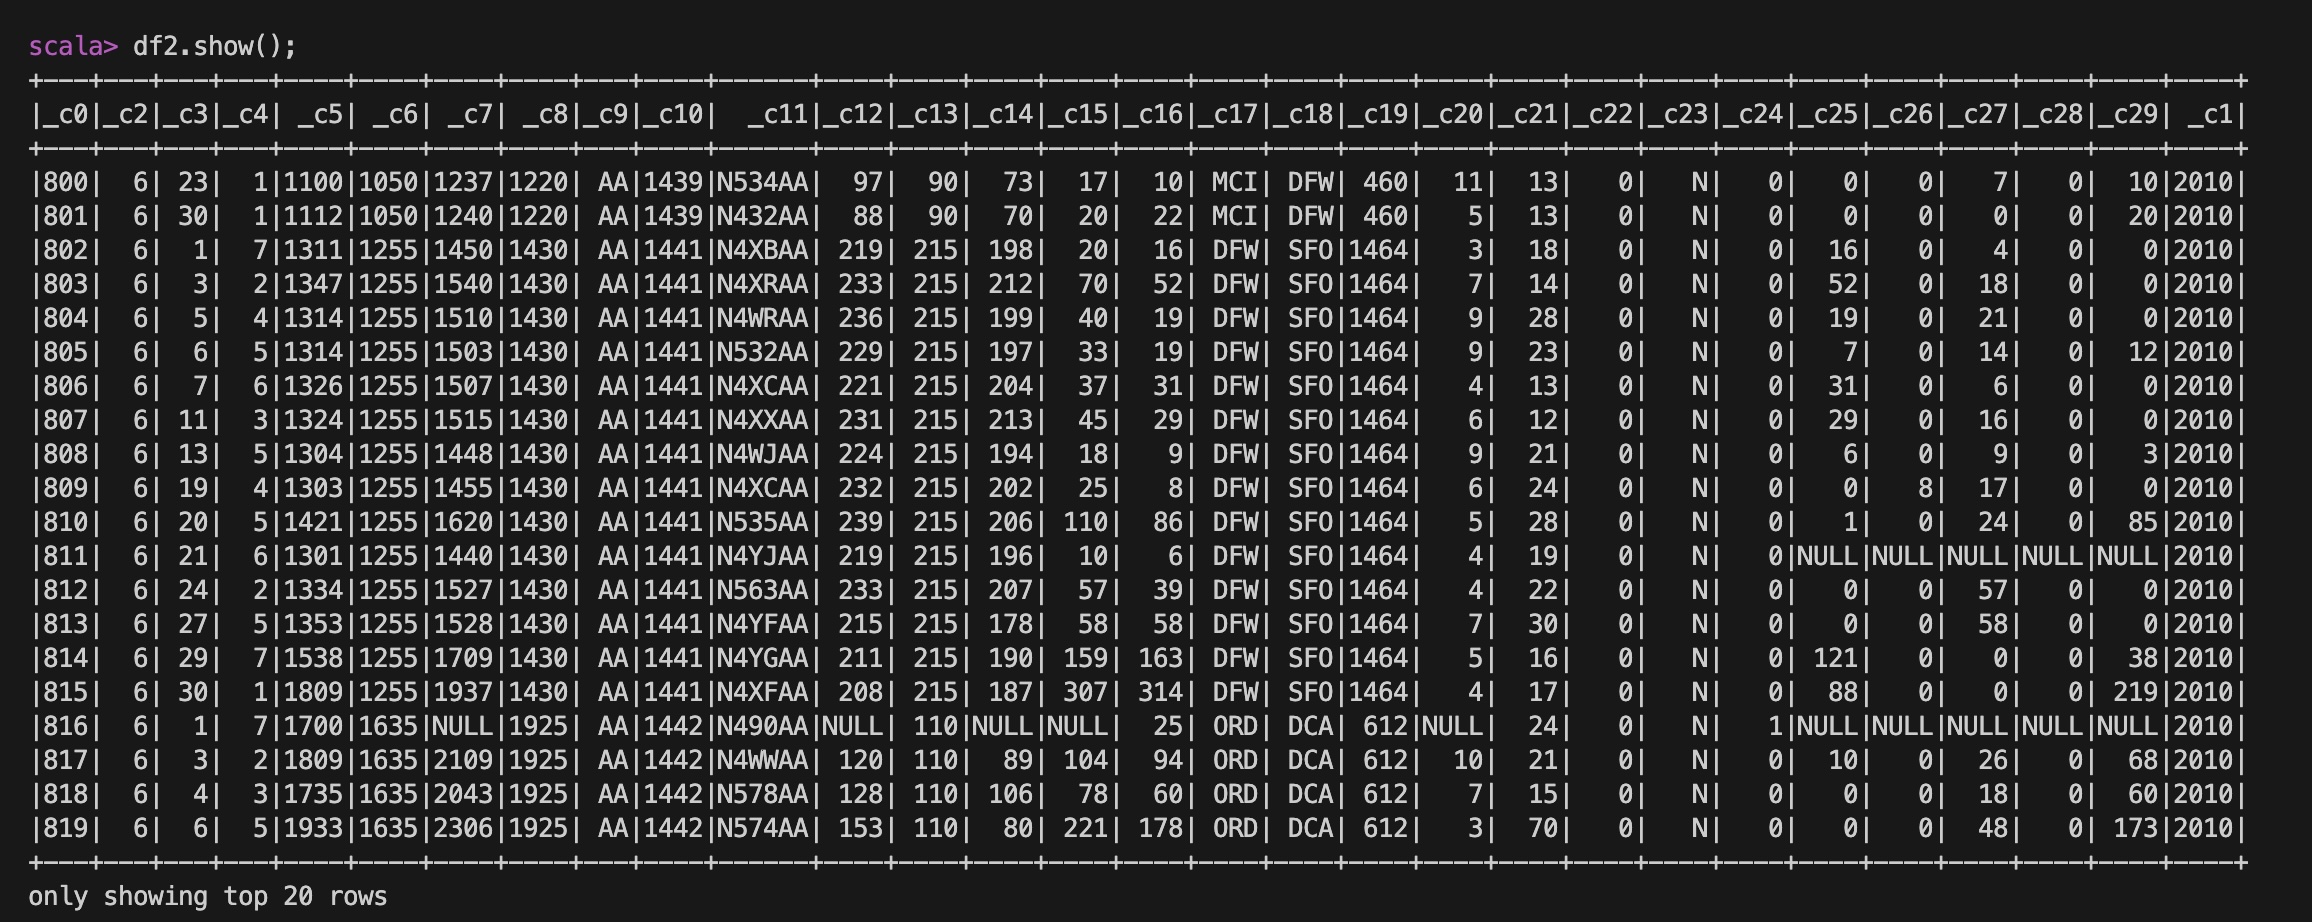 scala> df2.show();
+---+---+---+---+----+----+----+----+---+----+------+----+----+----+----+----+----+----+----+----+----+----+----+----+----+----+----+----+----+----+
|_c0|_c2|_c3|_c4| _c5| _c6| _c7| _c8|_c9|_c10|  _c11|_c12|_c13|_c14|_c15|_c16|_c17|_c18|_c19|_c20|_c21|_c22|_c23|_c24|_c25|_c26|_c27|_c28|_c29| _c1|
+---+---+---+---+----+----+----+----+---+----+------+----+----+----+----+----+----+----+----+----+----+----+----+----+----+----+----+----+----+----+
|800|  6| 23|  1|1100|1050|1237|1220| AA|1439|N534AA|  97|  90|  73|  17|  10| MCI| DFW| 460|  11|  13|   0|   N|   0|   0|   0|   7|   0|  10|2010|
|801|  6| 30|  1|1112|1050|1240|1220| AA|1439|N432AA|  88|  90|  70|  20|  22| MCI| DFW| 460|   5|  13|   0|   N|   0|   0|   0|   0|   0|  20|2010|
|802|  6|  1|  7|1311|1255|1450|1430| AA|1441|N4XBAA| 219| 215| 198|  20|  16| DFW| SFO|1464|   3|  18|   0|   N|   0|  16|   0|   4|   0|   0|2010|
|803|  6|  3|  2|1347|1255|1540|1430| AA|1441|N4XRAA| 233| 215| 212|  70|  52| DFW| SFO|1464|   7|  14|   0|   N|   0|  52|   0|  18|   0|   0|2010|
|804|  6|  5|  4|1314|1255|1510|1430| AA|1441|N4WRAA| 236| 215| 199|  40|  19| DFW| SFO|1464|   9|  28|   0|   N|   0|  19|   0|  21|   0|   0|2010|
|805|  6|  6|  5|1314|1255|1503|1430| AA|1441|N532AA| 229| 215| 197|  33|  19| DFW| SFO|1464|   9|  23|   0|   N|   0|   7|   0|  14|   0|  12|2010|
|806|  6|  7|  6|1326|1255|1507|1430| AA|1441|N4XCAA| 221| 215| 204|  37|  31| DFW| SFO|1464|   4|  13|   0|   N|   0|  31|   0|   6|   0|   0|2010|
|807|  6| 11|  3|1324|1255|1515|1430| AA|1441|N4XXAA| 231| 215| 213|  45|  29| DFW| SFO|1464|   6|  12|   0|   N|   0|  29|   0|  16|   0|   0|2010|
|808|  6| 13|  5|1304|1255|1448|1430| AA|1441|N4WJAA| 224| 215| 194|  18|   9| DFW| SFO|1464|   9|  21|   0|   N|   0|   6|   0|   9|   0|   3|2010|
|809|  6| 19|  4|1303|1255|1455|1430| AA|1441|N4XCAA| 232| 215| 202|  25|   8| DFW| SFO|1464|   6|  24|   0|   N|   0|   0|   8|  17|   0|   0|2010|
|810|  6| 20|  5|1421|1255|1620|1430| AA|1441|N535AA| 239| 215| 206| 110|  86| DFW| SFO|1464|   5|  28|   0|   N|   0|   1|   0|  24|   0|  85|2010|
|811|  6| 21|  6|1301|1255|1440|1430| AA|1441|N4YJAA| 219| 215| 196|  10|   6| DFW| SFO|1464|   4|  19|   0|   N|   0|NULL|NULL|NULL|NULL|NULL|2010|
|812|  6| 24|  2|1334|1255|1527|1430| AA|1441|N563AA| 233| 215| 207|  57|  39| DFW| SFO|1464|   4|  22|   0|   N|   0|   0|   0|  57|   0|   0|2010|
|813|  6| 27|  5|1353|1255|1528|1430| AA|1441|N4YFAA| 215| 215| 178|  58|  58| DFW| SFO|1464|   7|  30|   0|   N|   0|   0|   0|  58|   0|   0|2010|
|814|  6| 29|  7|1538|1255|1709|1430| AA|1441|N4YGAA| 211| 215| 190| 159| 163| DFW| SFO|1464|   5|  16|   0|   N|   0| 121|   0|   0|   0|  38|2010|
|815|  6| 30|  1|1809|1255|1937|1430| AA|1441|N4XFAA| 208| 215| 187| 307| 314| DFW| SFO|1464|   4|  17|   0|   N|   0|  88|   0|   0|   0| 219|2010|
|816|  6|  1|  7|1700|1635|NULL|1925| AA|1442|N490AA|NULL| 110|NULL|NULL|  25| ORD| DCA| 612|NULL|  24|   0|   N|   1|NULL|NULL|NULL|NULL|NULL|2010|
|817|  6|  3|  2|1809|1635|2109|1925| AA|1442|N4WWAA| 120| 110|  89| 104|  94| ORD| DCA| 612|  10|  21|   0|   N|   0|  10|   0|  26|   0|  68|2010|
|818|  6|  4|  3|1735|1635|2043|1925| AA|1442|N578AA| 128| 110| 106|  78|  60| ORD| DCA| 612|   7|  15|   0|   N|   0|   0|   0|  18|   0|  60|2010|
|819|  6|  6|  5|1933|1635|2306|1925| AA|1442|N574AA| 153| 110|  80| 221| 178| ORD| DCA| 612|   3|  70|   0|   N|   0|   0|   0|  48|   0| 173|2010|
+---+---+---+---+----+----+----+----+---+----+------+----+----+----+----+----+----+----+----+----+----+----+----+----+----+----+----+----+----+----+
only showing top 20 rows